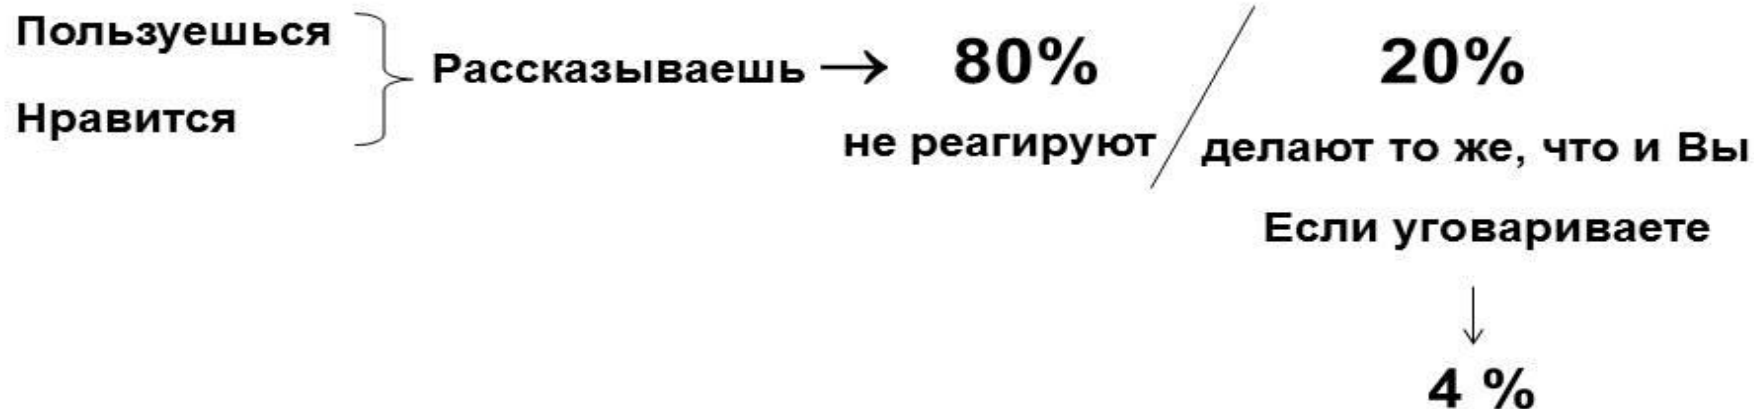 Пользуешься
Нравится
Рассказываешь → 80% / 20%
не реагируют
делают то же, что и Вы
Если уговариваете
↓
4 %